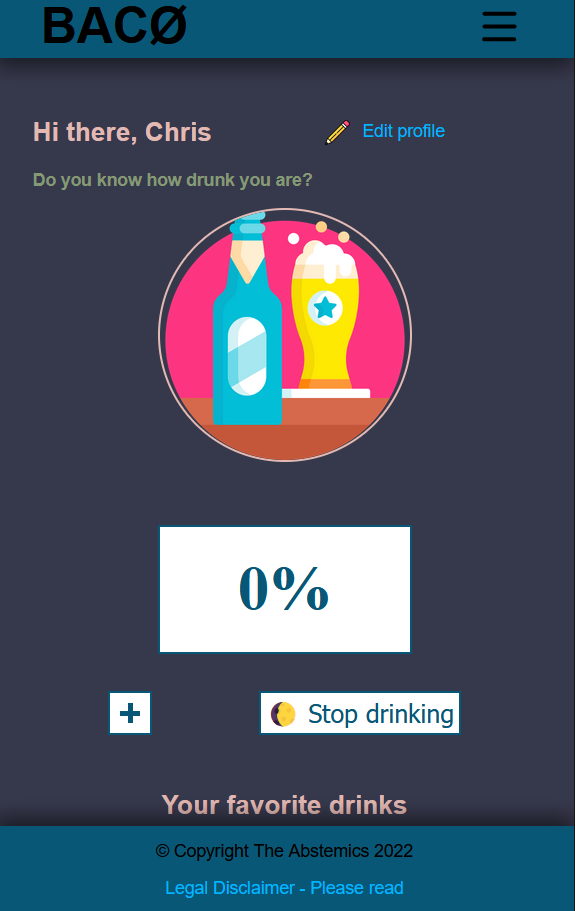 BACØ
Hi there, Chris
Edit profile
Do you know how drunk you are?
0%
Stop drinking
Your favorite drinks
© Copyright The Abstemics 2022
Legal Disclaimer - Please read